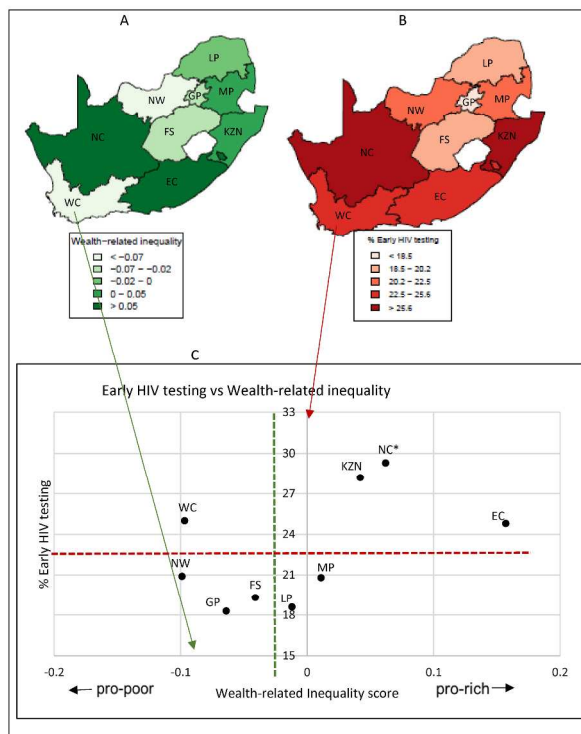 A
B
LP
NW
GP
MP
NC
FS
KZN
EC
WC
LP
NW
GP
MP
NC
FS
KZN
EC
WC
Wealth-related inequality
< -0.07
-0.07 - -0.02
-0.02 - 0
0 - 0.05
> 0.05
% Early HIV testing
< 18.5
18.5 - 20.2
20.2 - 22.5
22.5 - 25.6
> 25.6
C
Early HIV testing vs Wealth-related inequality
% Early HIV testing
33
30
27
24
21
18
15
NC*
KZN
WC
EC
NW
MP
FS
GP
LP
-0.2
-0.1
0
0.1
0.2
pro-poor
Wealth-related Inequality score
pro-rich